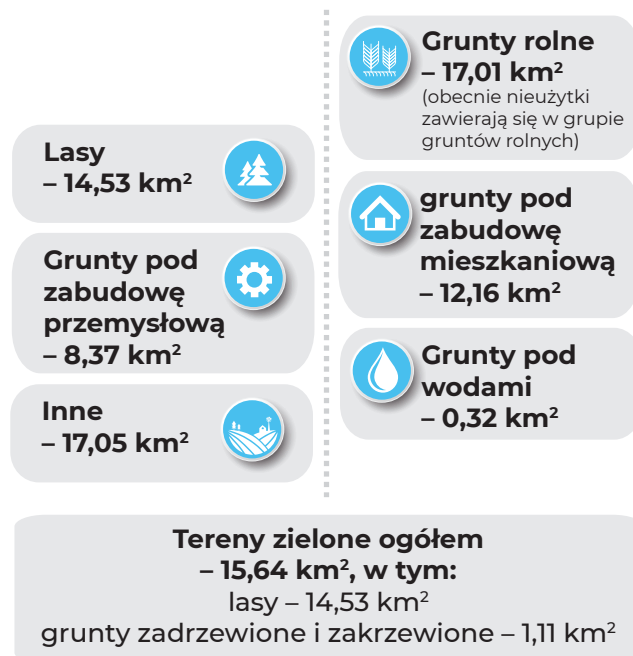 Lasy
– 14,53 km²
Grunty pod
zabudowę
przemysłową
– 8,37 km²
Inne
– 17,05 km²
Grunty rolne
– 17,01 km²
(obecnie nieużytki
zawierają się w grupie
gruntów rolnych)
grunty pod
zabudowę
mieszkaniową
– 12,16 km²
Grunty pod
wodami
– 0,32 km²
Tereny zielone ogółem
– 15,64 km², w tym:
lasy – 14,53 km²
grunty zadrzewione i zakrzewione – 1,11 km²